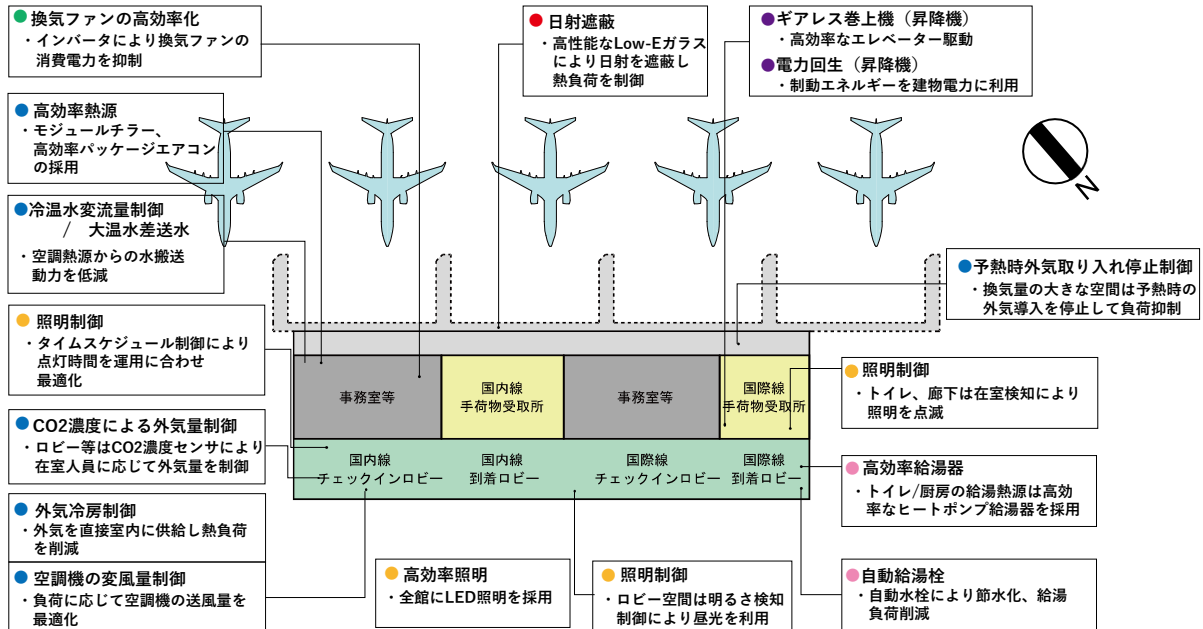 換気ファンの高効率化
・インバータにより換気ファンの
消費電力を抑制
日射遮蔽
・高性能なLow-Eガラス
により日射を遮蔽し
熱負荷を制御
ギアレス巻上機（昇降機）
・高効率なエレベーター駆動
電力回生（昇降機）
・制動エネルギーを建物電力に利用
高効率熱源
・モジュールチラー、
高効率パッケージエアコン
の採用
N
冷温水変流量制御
/ 大温水差送水
・空調熱源からの水搬送
動力を低減
予熱時外気取り入れ停止制御
・換気量の大きな空間は予熱時の
外気導入を停止して負荷抑制
照明制御
・タイムスケジュール制御により
点灯時間を運用に合わせ
最適化
事務室等
国内線
手荷物受取所
事務室等
国際線
手荷物受取所
照明制御
・トイレ、廊下は在室検知により
照明を点滅
CO2濃度による外気量制御
・ロビー等はCO2濃度センサにより
在室人員に応じて外気量を制御
国内線
チェックインロビー
国内線
到着ロビー
国際線
チェックインロビー
国際線
到着ロビー
高効率給湯器
・トイレ/厨房の給湯熱源は高効
率なヒートポンプ給湯器を採用
外気冷房制御
・外気を直接室内に供給し熱負荷
を削減
空調機の変風量制御
・負荷に応じて空調機の送風量を
最適化
高効率照明
・全館にLED照明を採用
照明制御
・ロビー空間は明るさ検知
制御により昼光を利用
自動給湯栓
・自動水栓により節水化、給湯
負荷削減